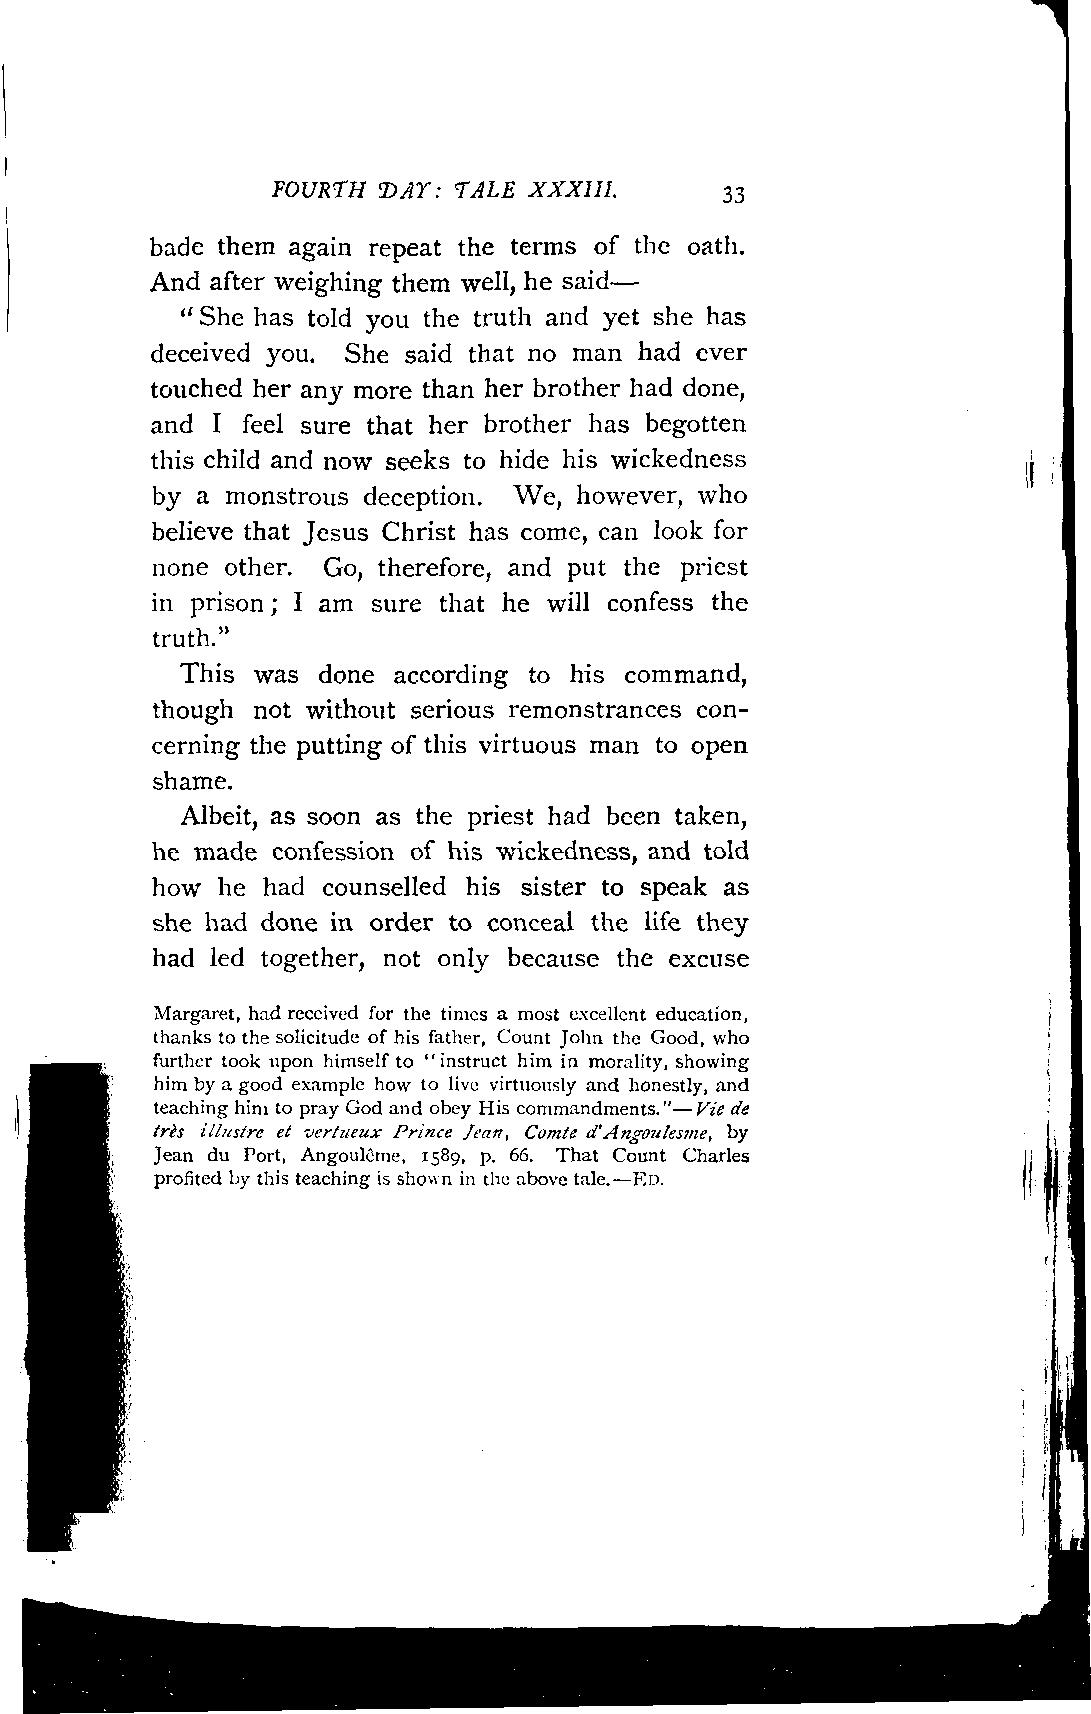 FOURTH DAY: TALE XXXIII. 33
bade them again repeat the terms of the oath.
And after weighing them well, he said—
"She has told you the truth and yet she has
deceived you. She said that no man had ever
touched her any more than her brother had done,
and I feel sure that her brother has begotten
this child and now seeks to hide his wickedness
by a monstrous deception. We, however, who
believe that Jesus Christ has come, can look for
none other. Go, therefore, and put the priest
in prison; I am sure that he will confess the
truth."
This was done according to his command,
though not without serious remonstrances con-
cerning the putting of this virtuous man to open
shame.
Albeit, as soon as the priest had been taken,
he made confession of his wickedness, and told
how he had counselled his sister to speak as
she had done in order to conceal the life they
had led together, not only because the excuse
Margaret, had received for the times a most excellent education,
thanks to the solicitude of his father, Count John the Good, who
further took upon himself to "instruct him in morality, showing
him by a good example how to live virtuously and honestly, and
teaching him to pray God and obey His commandments."—Vie de
très illustre et vertueux Prince Jean, Comte d'Angoulesme, by
Jean du Port, Angoulême, 1589, p. 66. That Count Charles
profited by this teaching is shown in the above tale.—ED.